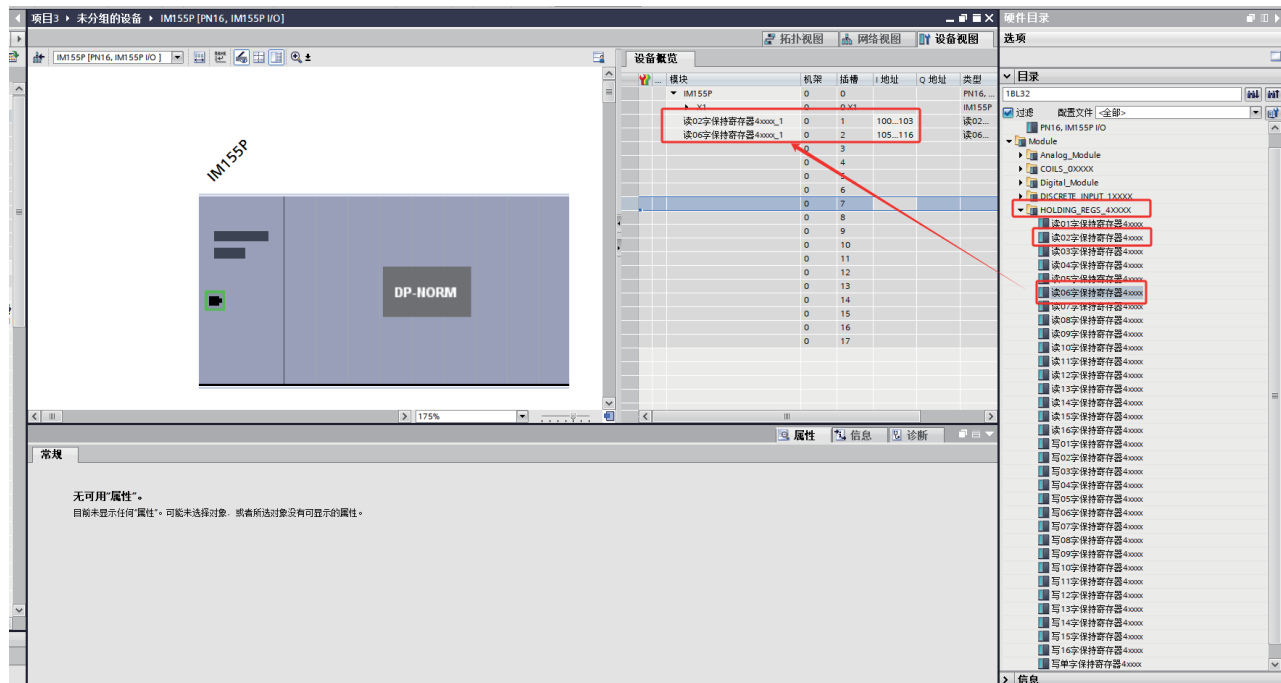 项目3 ▸ 未分组的设备 ▸ IM155P [PN16, IM155P I/O]
拓扑视图 网络视图 设备视图
IM155P [PN16, IM155P I/O ]
IM155P
DP-NORM
175%
设备概览
... 模块 机架 插槽 I 地址 Q 地址 类型
IM155P 0 0 PN16, ...
X1 0 0 X1 IM155P
读02字保持寄存器4xxxx_1 0 1 100...103 读02...
读06字保持寄存器4xxxx_1 0 2 105...116 读06...
0 3
0 4
0 5
0 6
0 7
0 8
0 9
0 10
0 11
0 12
0 13
0 14
0 15
0 16
0 17
属性 信息 诊断
常规
无可用“属性”。
目前未显示任何“属性”。可能未选择对象，或者所选对象没有可显示的属性。
硬件目录
选项
目录
1BL32
过滤 配置文件 <全部>
PN16, IM155P I/O
Module
Analog_Module
COILS_0XXXX
Digital_Module
DISCRETE_INPUT_1XXXX
HOLDING_REGS_4XXXX
读01字保持寄存器4xxxx
读02字保持寄存器4xxxx
读03字保持寄存器4xxxx
读04字保持寄存器4xxxx
读05字保持寄存器4xxxx
读06字保持寄存器4xxxx
读07字保持寄存器4xxxx
读08字保持寄存器4xxxx
读09字保持寄存器4xxxx
读10字保持寄存器4xxxx
读11字保持寄存器4xxxx
读12字保持寄存器4xxxx
读13字保持寄存器4xxxx
读14字保持寄存器4xxxx
读15字保持寄存器4xxxx
读16字保持寄存器4xxxx
写01字保持寄存器4xxxx
写02字保持寄存器4xxxx
写03字保持寄存器4xxxx
写04字保持寄存器4xxxx
写05字保持寄存器4xxxx
写06字保持寄存器4xxxx
写07字保持寄存器4xxxx
写08字保持寄存器4xxxx
写09字保持寄存器4xxxx
写10字保持寄存器4xxxx
写11字保持寄存器4xxxx
写12字保持寄存器4xxxx
写13字保持寄存器4xxxx
写14字保持寄存器4xxxx
写15字保持寄存器4xxxx
写16字保持寄存器4xxxx
写单字保持寄存器4xxxx
信息